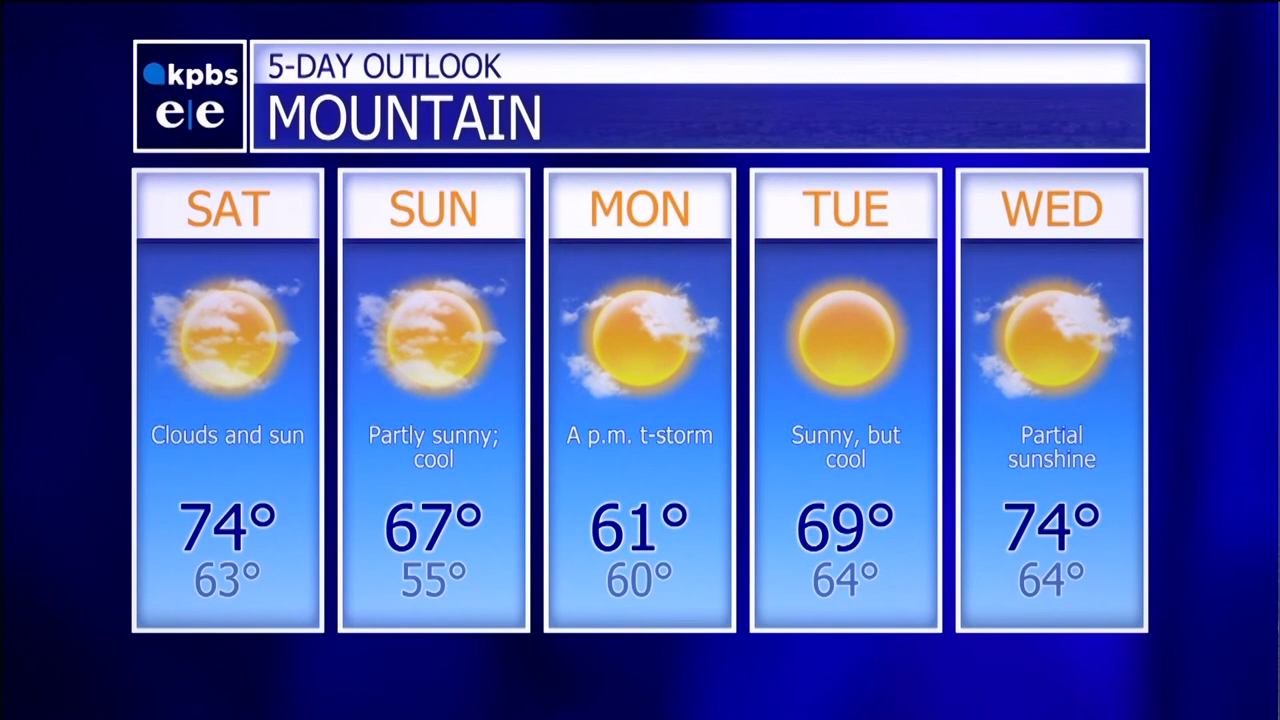 kpbs
e|e
5-DAY OUTLOOK
MOUNTAIN
SAT
Clouds and sun
74°
63°
SUN
Partly sunny;
cool
67°
55°
MON
A p.m. t-storm
61°
60°
TUE
Sunny, but
cool
69°
64°
WED
Partial
sunshine
74°
64°